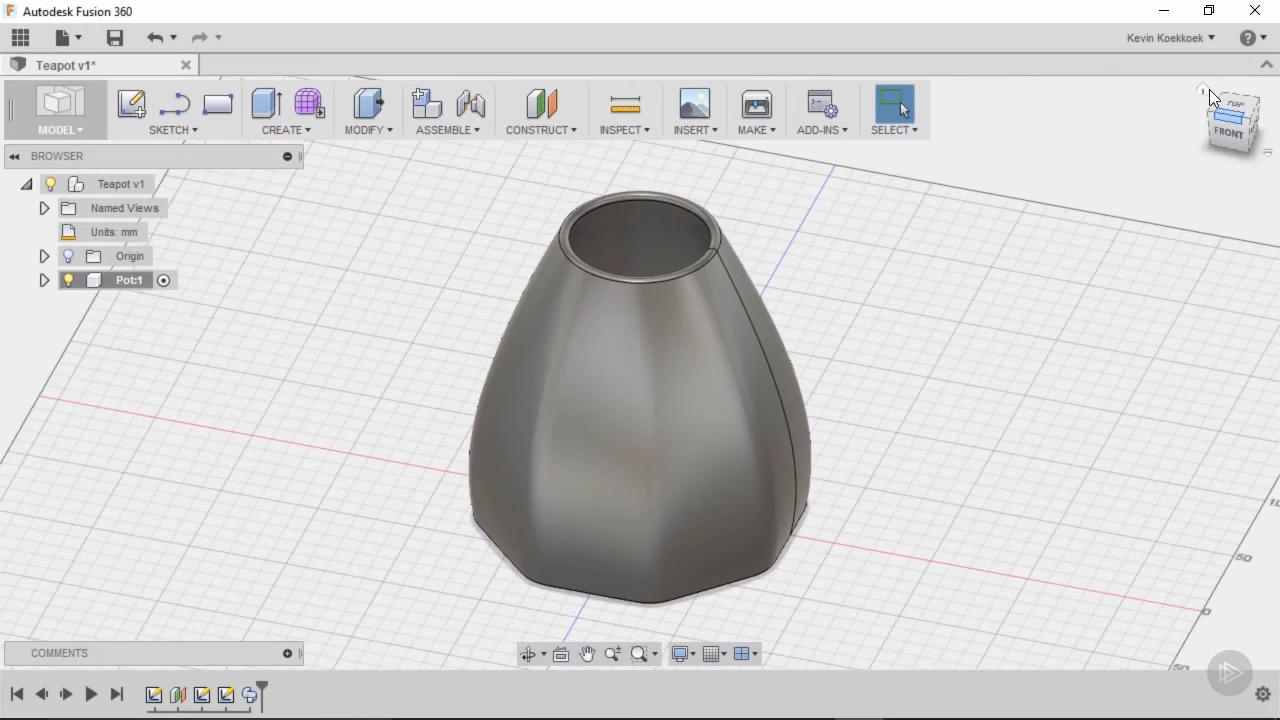 Autodesk Fusion 360
Kevin Koekkoek
Teapot v1*
MODEL
SKETCH
CREATE
MODIFY
ASSEMBLE
CONSTRUCT
INSPECT
INSERT
MAKE
ADD-INS
SELECT
TOP
FRONT
BROWSER
Teapot v1
Named Views
Units: mm
Origin
Pot:1
50
0
50
COMMENTS